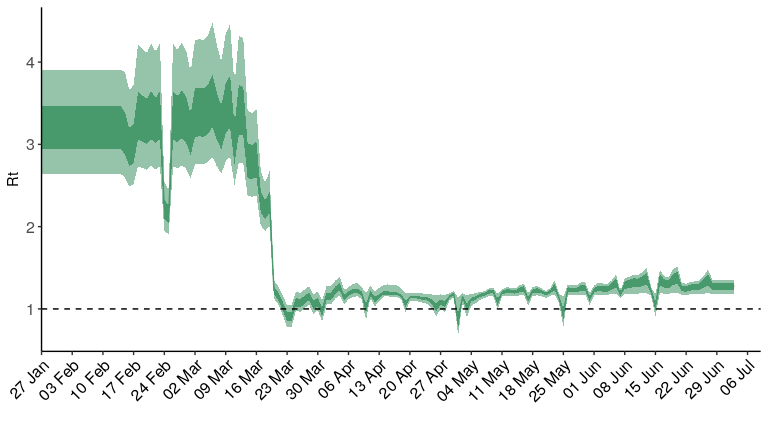 Rt
4
3
2
1
27 Jan
03 Feb
10 Feb
17 Feb
24 Feb
02 Mar
09 Mar
16 Mar
23 Mar
30 Mar
06 Apr
13 Apr
20 Apr
27 Apr
04 May
11 May
18 May
25 May
01 Jun
08 Jun
15 Jun
22 Jun
29 Jun
06 Jul